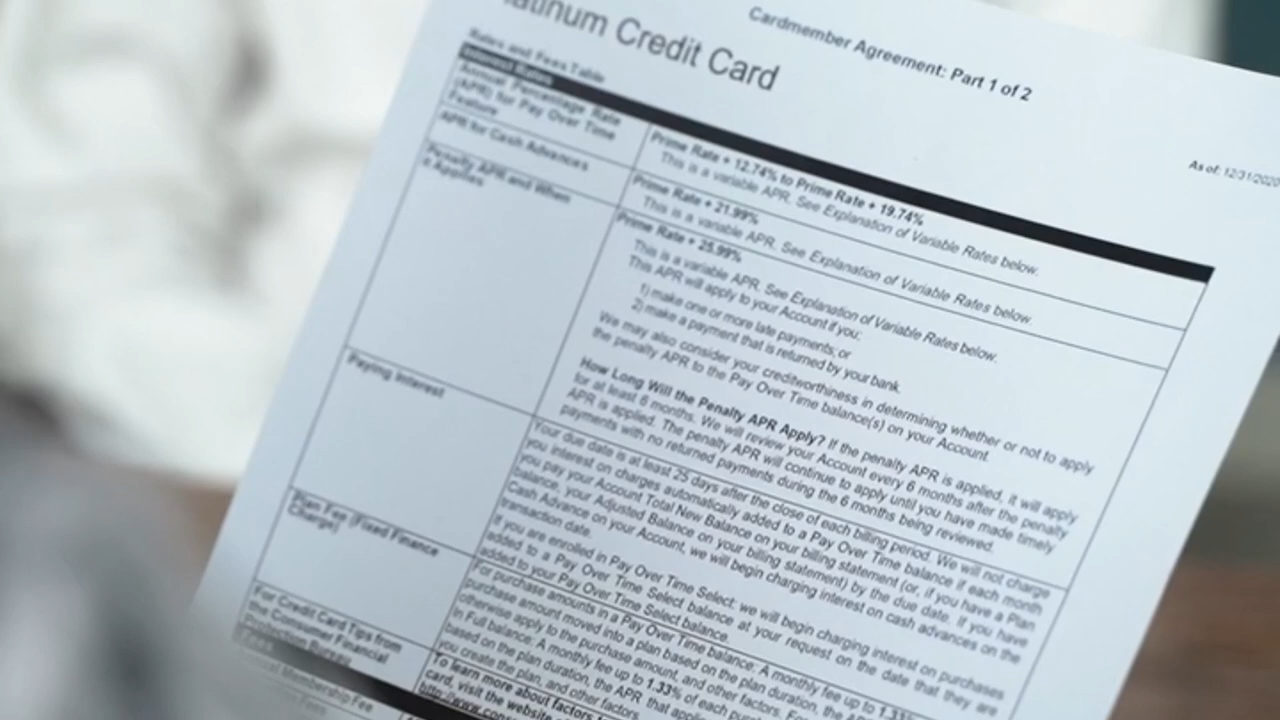 Cardmember Agreement: Part 1 of 2
Platinum Credit Card
As of: 12/31/2020
Rates and Fees Table
Interest Rates
Annual Percentage Rate
(APR) for Pay Over Time
Feature
Prime Rate + 12.74% to Prime Rate + 19.74%
This is a variable APR. See Explanation of Variable Rates below.
APR for Cash Advances
Prime Rate + 21.99%
This is a variable APR. See Explanation of Variable Rates below.
Penalty APR and When
it Applies
Prime Rate + 25.99%
This is a variable APR. See Explanation of Variable Rates below.
This APR will apply to your Account if you:
1) make one or more late payments; or
2) make a payment that is returned by your bank.
We may also consider your creditworthiness in determining whether or not to apply
the penalty APR to the Pay Over Time balance(s) on your Account.
How Long Will the Penalty APR Apply? If the penalty APR is applied, it will apply
for at least 6 months. We will review your Account every 6 months after the penalty
APR is applied. The penalty APR will continue to apply until you have made timely
payments with no returned payments during the 6 months being reviewed.
Paying Interest
Your due date is at least 25 days after the close of each billing period. We will not charge
you interest on charges automatically added to a Pay Over Time balance if each month
you pay your Account Total New Balance on your billing statement (or, if you have a Plan
balance, your Adjusted Balance on your billing statement) by the due date. If you have
Cash Advance on your Account, we will begin charging interest on cash advances on the
transaction date.
If you are enrolled in Pay Over Time Select: we will begin charging interest on purchases
added to a Pay Over Time Select balance at your request on the date that they are
added to your Pay Over Time Select balance.
Plan Fee (Fixed Finance
Charge)
For purchase amounts in a Pay Over Time balance: A monthly fee up to 1.33%
purchase amount moved into a plan based on the plan duration, the AP
otherwise apply to the purchase amount, and other factors. For
In Full balance: A monthly fee up to 1.33% of each purch
based on the plan duration, the APR that appli
you create the plan, and other factors.
For Credit Card Tips from
the Consumer Financial
Protection Bureau
To learn more about factors t
card, visit the website
http://www.cons
Fees
Annual Membership Fee